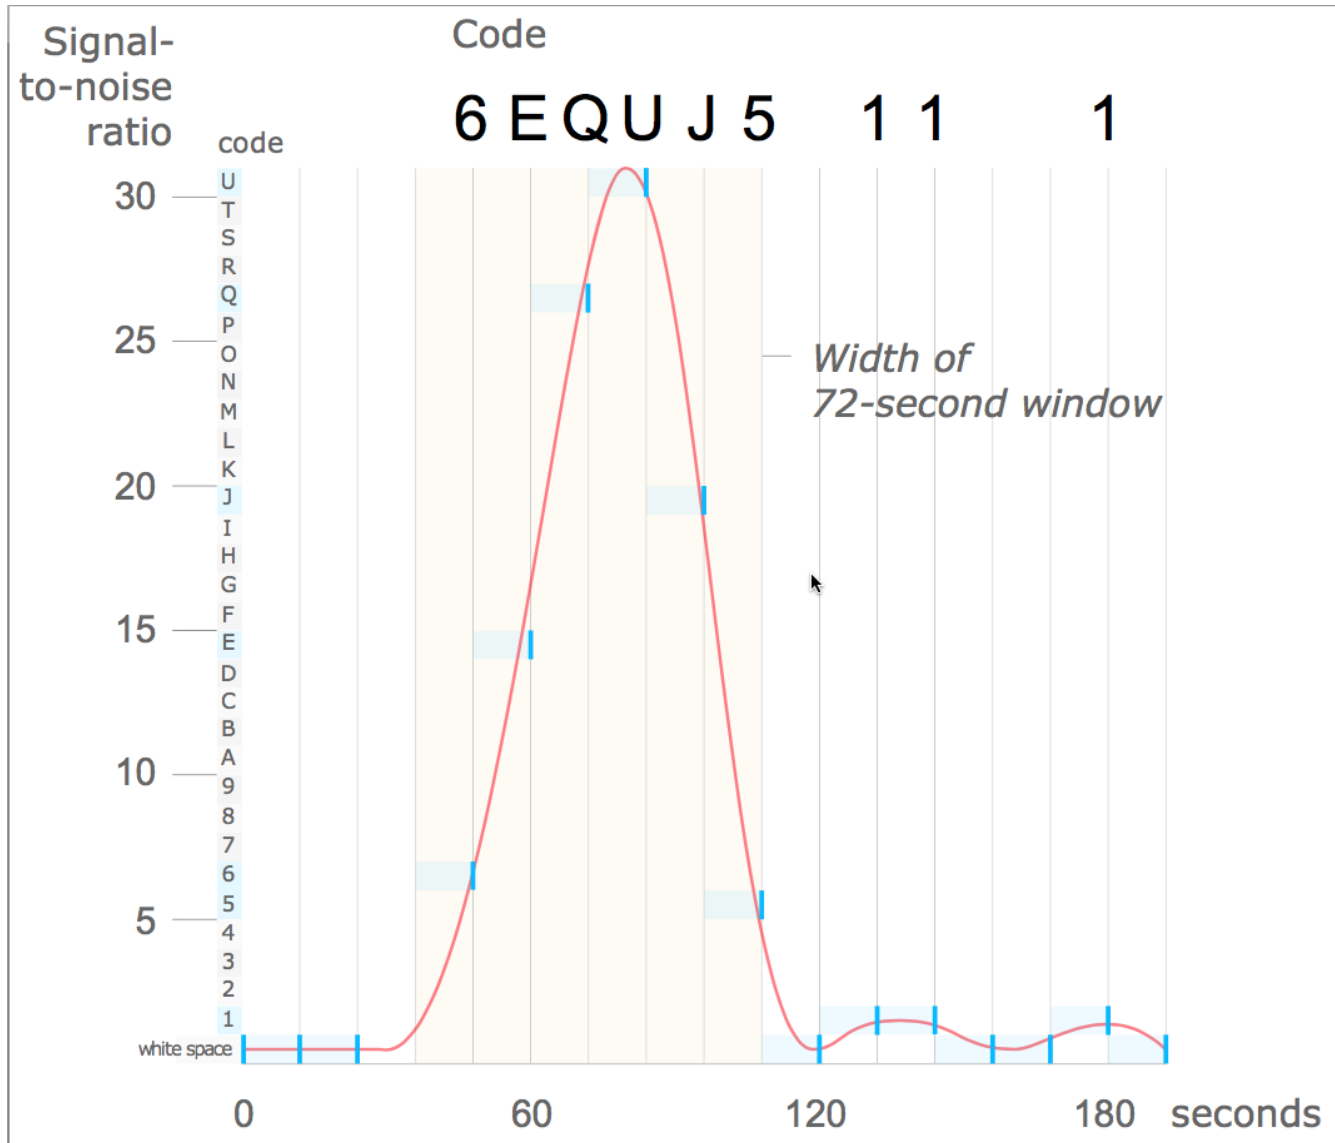 Signal-
to-noise
ratio
Code
6 E Q U J 5 1 1 1
code
U
30
T
S
R
Q
P
25
O
N
M
L
K
20
J
I
H
G
F
15
E
D
C
B
A
10
9
8
7
6
5
5
4
3
2
1
white space
Width of
72-second window
0 60 120 180 seconds